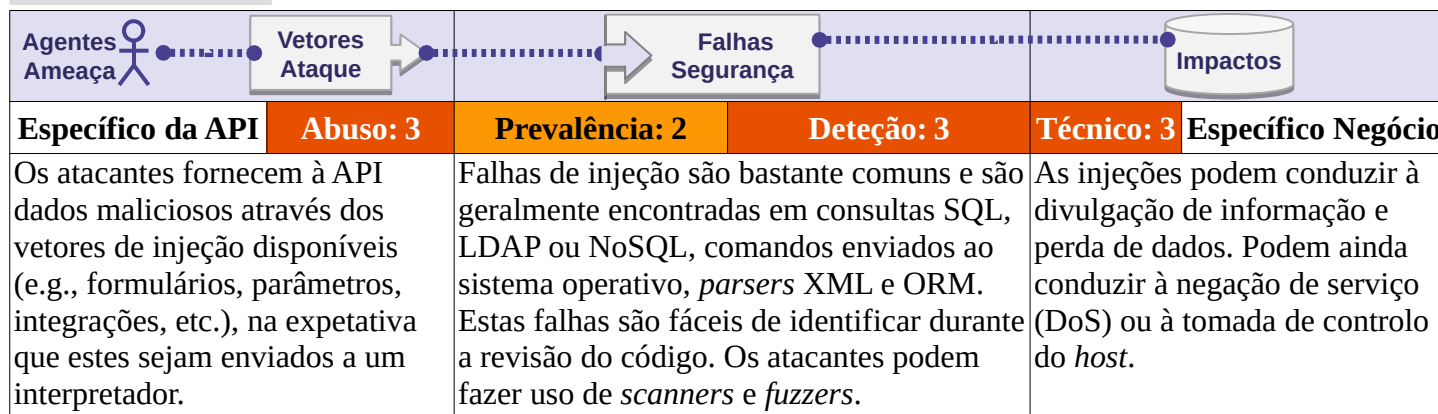 Agentes
Ameaça
Vetores
Ataque
Falhas
Segurança
Impactos
Específico da API
Abuso: 3
Prevalência: 2
Deteção: 3
Técnico: 3
Específico Negócio
Os atacantes fornecem à API
dados maliciosos através dos
vetores de injeção disponíveis
(e.g., formulários, parâmetros,
integrações, etc.), na expetativa
que estes sejam enviados a um
interpretador.
Falhas de injeção são bastante comuns e são
geralmente encontradas em consultas SQL,
LDAP ou NoSQL, comandos enviados ao
sistema operativo, parsers XML e ORM.
Estas falhas são fáceis de identificar durante
a revisão do código. Os atacantes podem
fazer uso de scanners e fuzzers.
As injeções podem conduzir à
divulgação de informação e
perda de dados. Podem ainda
conduzir à negação de serviço
(DoS) ou à tomada de controlo
do host.